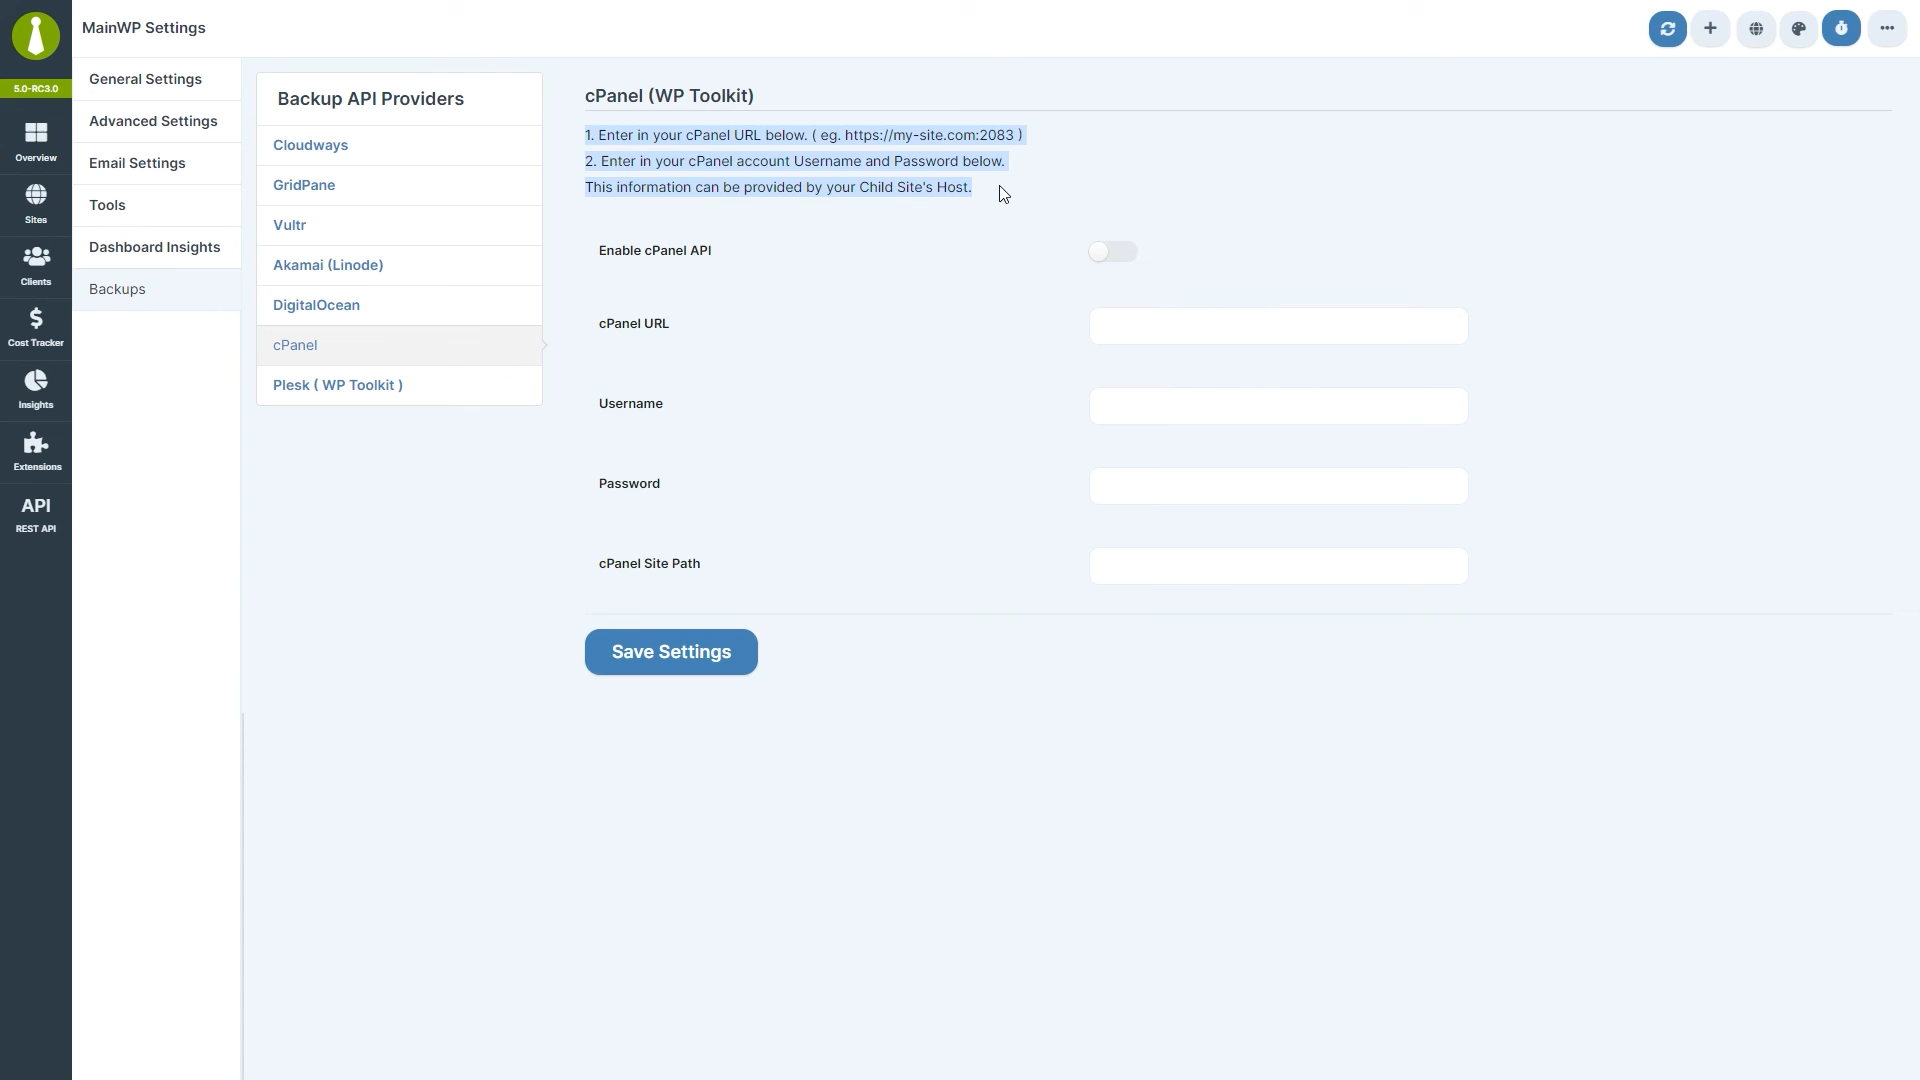 MainWP Settings
5.0-RC3.0
Overview
Sites
Clients
Cost Tracker
Insights
Extensions
API
REST API
General Settings
Advanced Settings
Email Settings
Tools
Dashboard Insights
Backups
Backup API Providers
Cloudways
GridPane
Vultr
Akamai (Linode)
DigitalOcean
cPanel
Plesk ( WP Toolkit )
cPanel (WP Toolkit)
1. Enter in your cPanel URL below. ( eg. https://my-site.com:2083 )
2. Enter in your cPanel account Username and Password below.
This information can be provided by your Child Site's Host.
Enable cPanel API
cPanel URL
Username
Password
cPanel Site Path
Save Settings